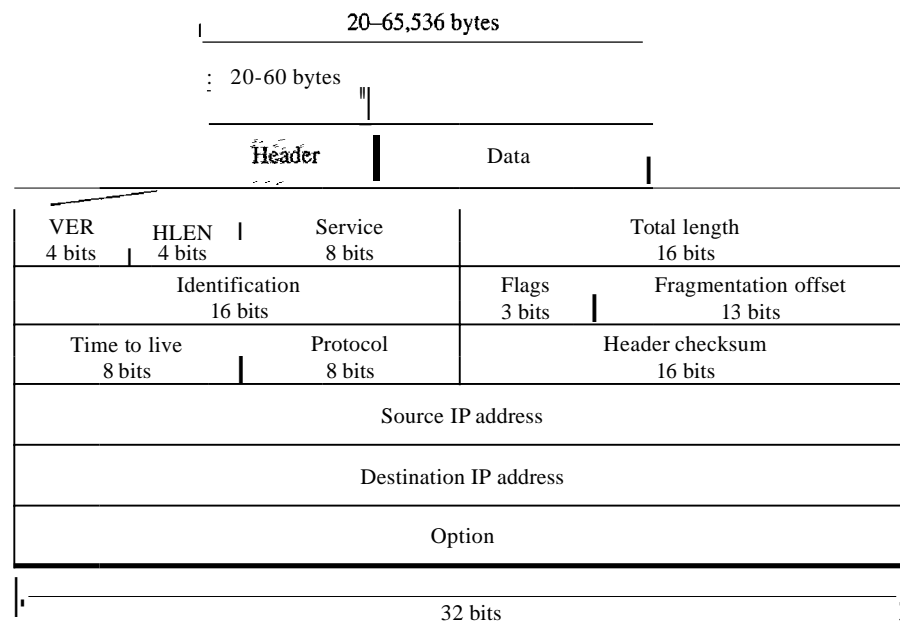 20–65,536 bytes
20-60 bytes
Header Data
VER HLEN Service Total length
4 bits 4 bits 8 bits 16 bits
Identification Flags Fragmentation offset
16 bits 3 bits 13 bits
Time to live Protocol Header checksum
8 bits 8 bits 16 bits
Source IP address
Destination IP address
Option
32 bits